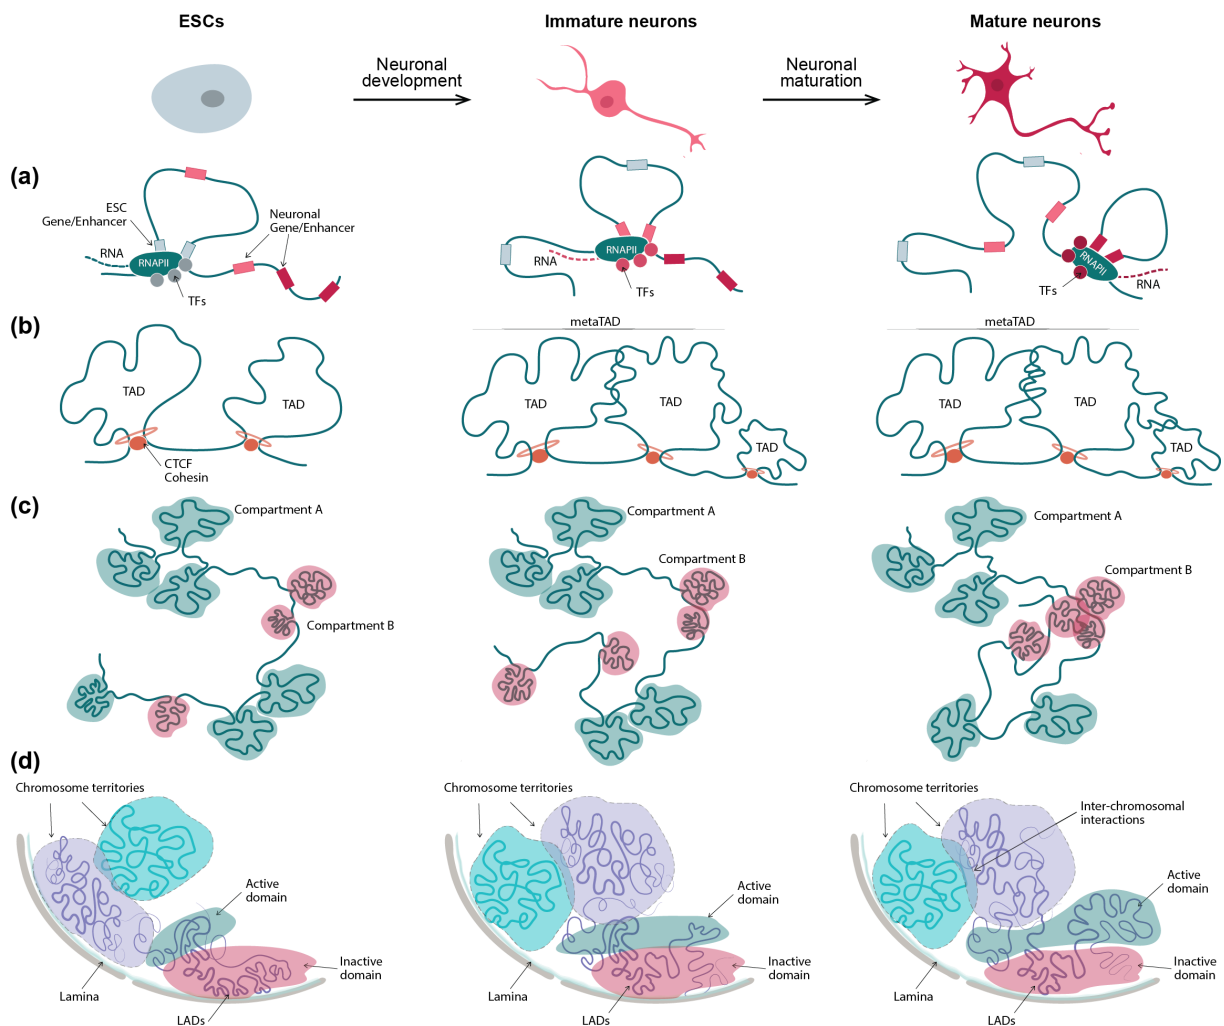 ESCs
Immature neurons
Mature neurons
Neuronal
development
Neuronal
maturation
(a)
ESC
Gene/Enhancer
Neuronal
Gene/Enhancer
RNA
RNAPII
TFs
RNAPII
RNA
TFs
RNAPII
TFs
RNA
(b)
TAD
TAD
CTCF
Cohesin
metaTAD
TAD
TAD
TAD
metaTAD
TAD
TAD
TAD
(c)
Compartment A
Compartment B
Compartment A
Compartment B
Compartment A
Compartment B
(d)
Chromosome territories
Active
domain
Inactive
domain
Lamina
LADs
Chromosome territories
Active
domain
Inactive
domain
Lamina
LADs
Chromosome territories
Inter-chromosomal
interactions
Active
domain
Inactive
domain
Lamina
LADs